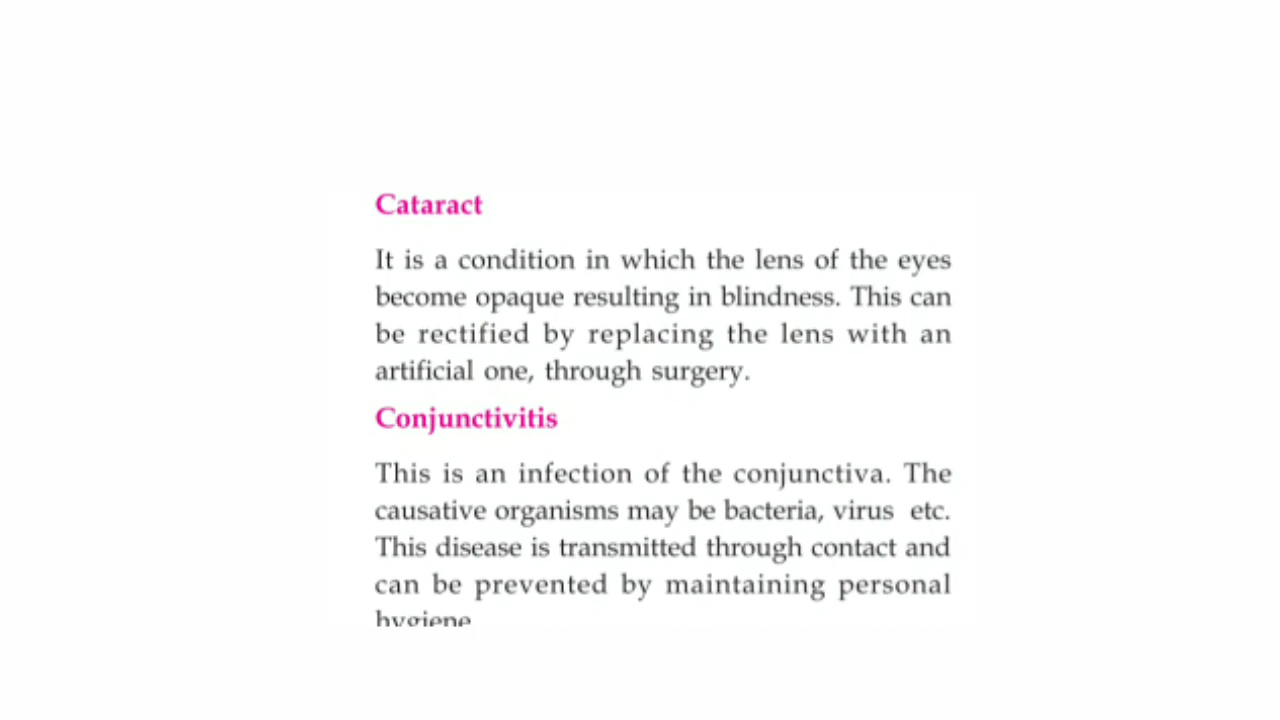 Cataract
It is a condition in which the lens of the eyes
become opaque resulting in blindness. This can
be rectified by replacing the lens with an
artificial one, through surgery.
Conjunctivitis
This is an infection of the conjunctiva. The
causative organisms may be bacteria, virus etc.
This disease is transmitted through contact and
can be prevented by maintaining personal
hygiene